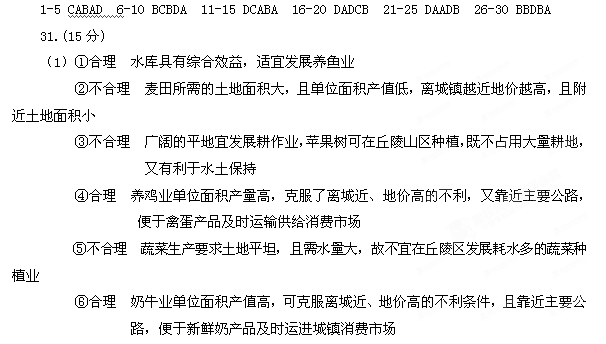 1-5 CABAD 6-10 BCBDA 11-15 DCABA 16-20 DADCB 21-25 DAADB 26-30 BBDBA
31.(15分)
（1）①合理 水库具有综合效益，适宜发展养鱼业
②不合理 麦田所需的土地面积大，且单位面积产值低，离城镇越近地价越高，且附
近土地面积小
③不合理 广阔的平地宜发展耕作业，苹果树可在丘陵山区种植，既不占用大量耕地，
又有利于水土保持
④合理 养鸡业单位面积产量高，克服了离城近、地价高的不利，又靠近主要公路，
便于禽蛋产品及时运输供给消费市场
⑤不合理 蔬菜生产要求土地平坦，且需水量大，故不宜在丘陵区发展耗水多的蔬菜种
植业
⑥合理 奶牛业单位面积产值高，可克服离城近、地价高的不利条件，且靠近主要公
路，便于新鲜奶产品及时运进城镇消费市场